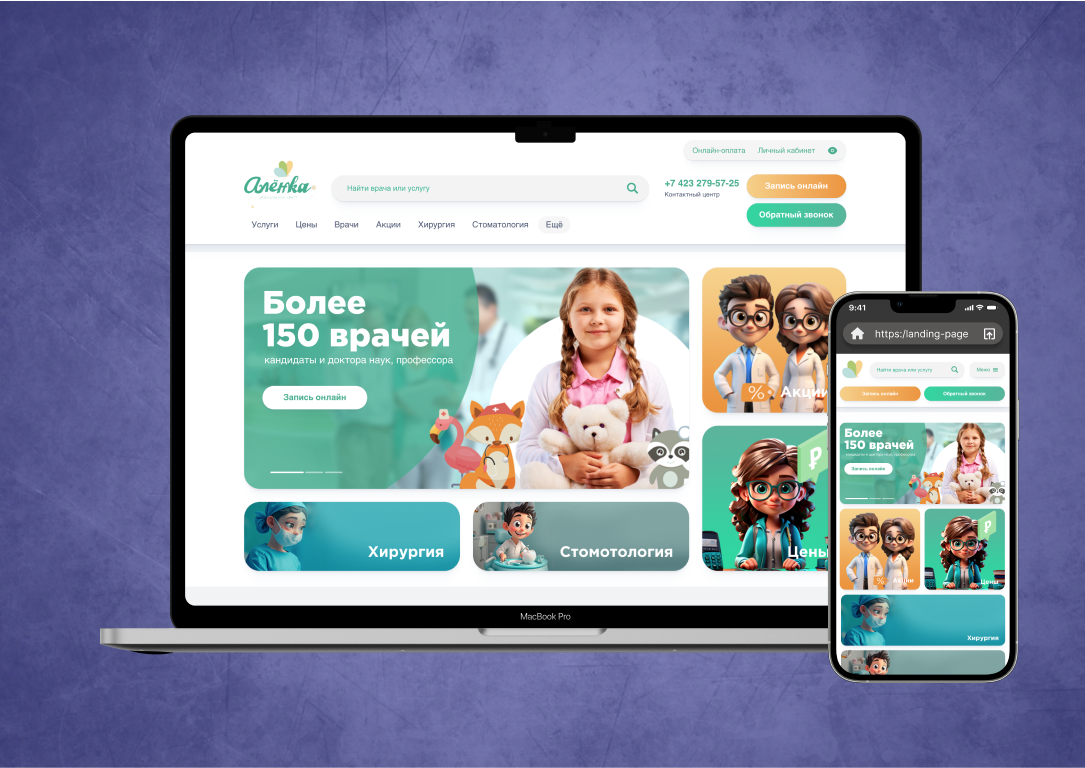 Онлайн-оплата Личный кабинет
Алёнка
Найти врача или услугу
+7 423 279-57-25
Контактный центр
Запись онлайн
Обратный звонок
Услуги Цены Врачи Акции Хирургия Стоматология Ещё
Более
150 врачей
кандидаты и доктора наук, профессора
Запись онлайн
% Акции
Цены
Хирургия
Стомотология
MacBook Pro
9:41
https:/landing-page
Найти врача или услугу
Меню
Запись онлайн
Обратный звонок
Более
150 врачей
кандидаты и доктора наук, профессора
Запись онлайн
% Акции
Цены
Хирургия